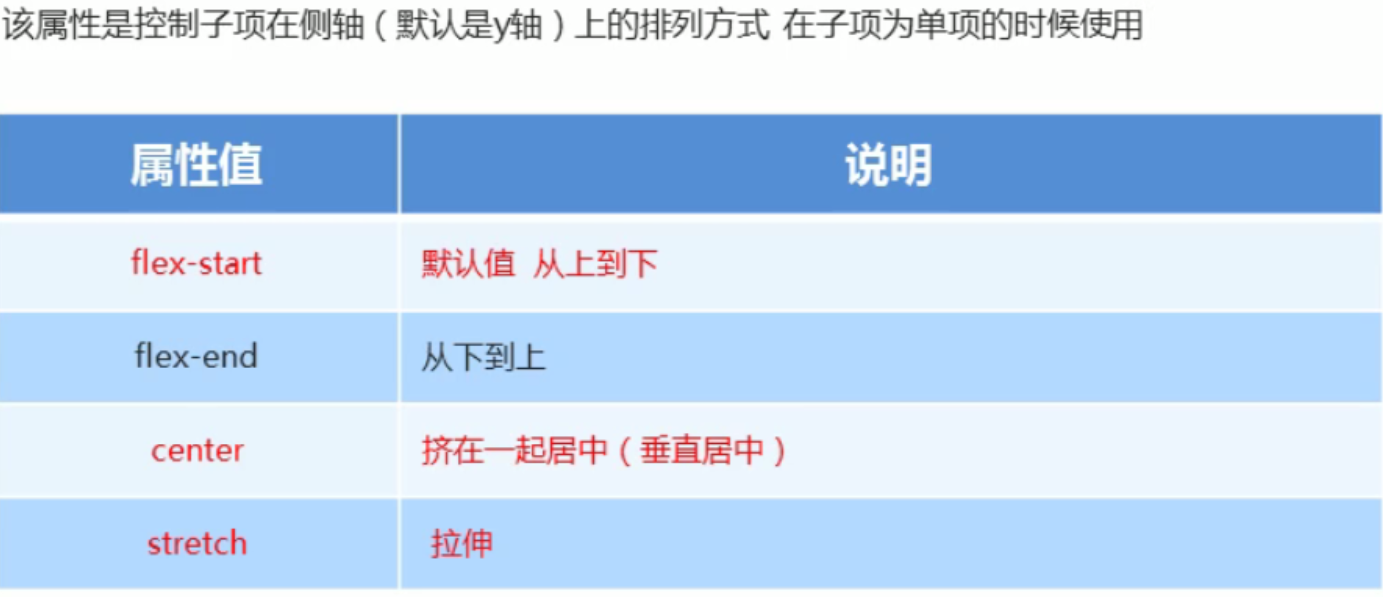 该属性是控制子项在侧轴（默认是y轴）上的排列方式 在子项为单项的时候使用
属性值 说明
flex-start 默认值 从上到下
flex-end 从下到上
center 挤在一起居中（垂直居中）
stretch 拉伸